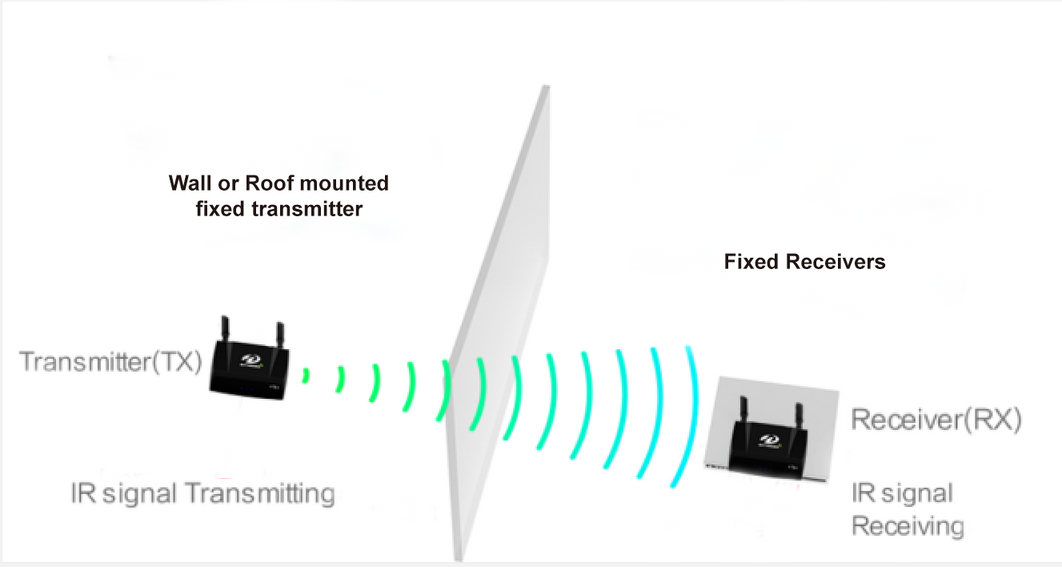 Wall or Roof mounted
fixed transmitter
Fixed Receivers
Transmitter(TX)
Receiver(RX)
IR signal Transmitting
IR signal
Receiving